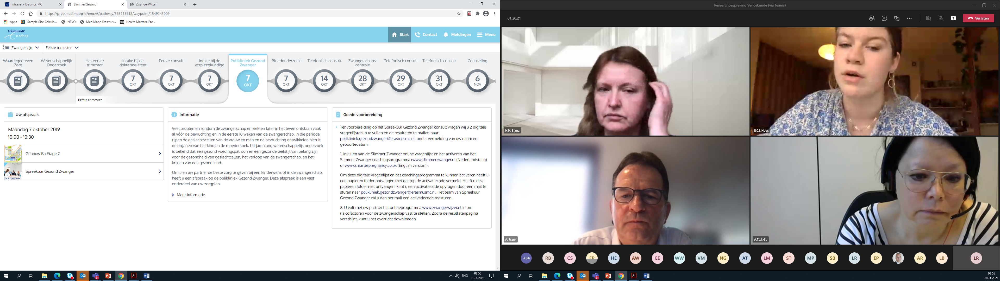 Intranet - Erasmus MC
Slimmer Gezond
ZwangerWijzer
https://prep.medimapp.nl/emc/#/pathway/583115918/waypoint/1549243009
Apps
Sample Size Calcula...
NEVO
MediMapp Erasmus...
Health Matters: Pre...
Erasmus MC
Start
Contact
Meldingen
Menu
Zwanger zijn
Eerste trimester
Waardegedreven
Zorg
Wetenschappelijk
Onderzoek
Het eerste
trimester
Intake bij de
dokterassistent
7
OKT
Eerste consult
7
OKT
Intake bij de
verpleegkundige
7
OKT
Polikliniek Gezond
Zwanger
7
OKT
Bloedonderzoek
7
OKT
Telefonisch consult
14
OKT
Zwangerschaps-
controle
28
OKT
Telefonisch consult
29
OKT
Telefonisch consult
31
OKT
Counseling
6
NOV
Eerste trimester
Uw afspraak
Maandag 7 oktober 2019
10:00 - 10:30
Gebouw Ba Etage 2
Spreekuur Gezond Zwanger
Informatie
Veel problemen rondom de zwangerschap en ziekten later in het leven ontstaan vaak
al vóór de bevruchting en in de eerste 10 weken van de zwangerschap. In die periode
rijpen de geslachtscellen van de vrouw en man en na bevruchting ontwikkelen hieruit
de organen van het kind en de moederkoek. Uit jarenlang wetenschappelijk onderzoek
is bekend dat een gezond voedingspatroon en een gezonde leefstijl van belang zijn
voor de gezondheid van geslachtcellen, het verloop van de zwangerschap, en het
krijgen van een gezond kind.
Om u en uw partner de beste zorg te geven bij een kinderwens óf in de zwangerschap,
heeft u een afspraak op de polikliniek Gezond Zwanger. Deze afspraak is een vast
onderdeel van uw zorgplan.
Meer informatie
Goede voorbereiding
Ter voorbereiding op het Spreekuur Gezond Zwanger consult vragen wij u 2 digitale
vragenlijsten in te vullen en de resultaten te mailen naar:
polikliniek.gezondzwanger@erasmusmc.nl, onder vermelding van uw naam en
geboortedatum.
1. Invullen van de Slimmer Zwanger online vragenlijst en het activeren van het
Slimmer Zwanger coachingsprogramma (www.slimmerzwanger.nl (Nederlandstalig)
or www.smarterpregnancy.co.uk (English version)).
Om deze digitale vragenlijst en het coachingsprogramma te kunnen activeren heeft u
een papieren folder ontvangen met daarop de activatiecode vermeld. Heeft u deze
papieren folder niet ontvangen, kunt u een activatiecode opvragen door een mail te
sturen naar polikliniek.gezondzwanger@erasmusmc.nl. Het team van Spreekuur
Gezond Zwanger zal u dan per mail een activatiecode toesturen.
2. U vult met uw partner het onlineprogramma www.zwangerwijzer.nl in om
risicofactoren voor de zwangerschap vast te stellen. Zodra de resultatenpagina
verschijnt, kunt u het overzicht downloaden
ENG
08:55
10-3-2021
Researchbespreking Verloskunde (via Teams)
01:20:21
Verlaten
H.H. Bijma
E.C.I. Hoex
A. Franx
A.T.J.I. Go
+34
RB
CS
EP
HE
AW
EE
WW
VM
NG
AT
LM
ST
MP
SB
LR
EP
AR
LB
LR
08:55
10-3-2021